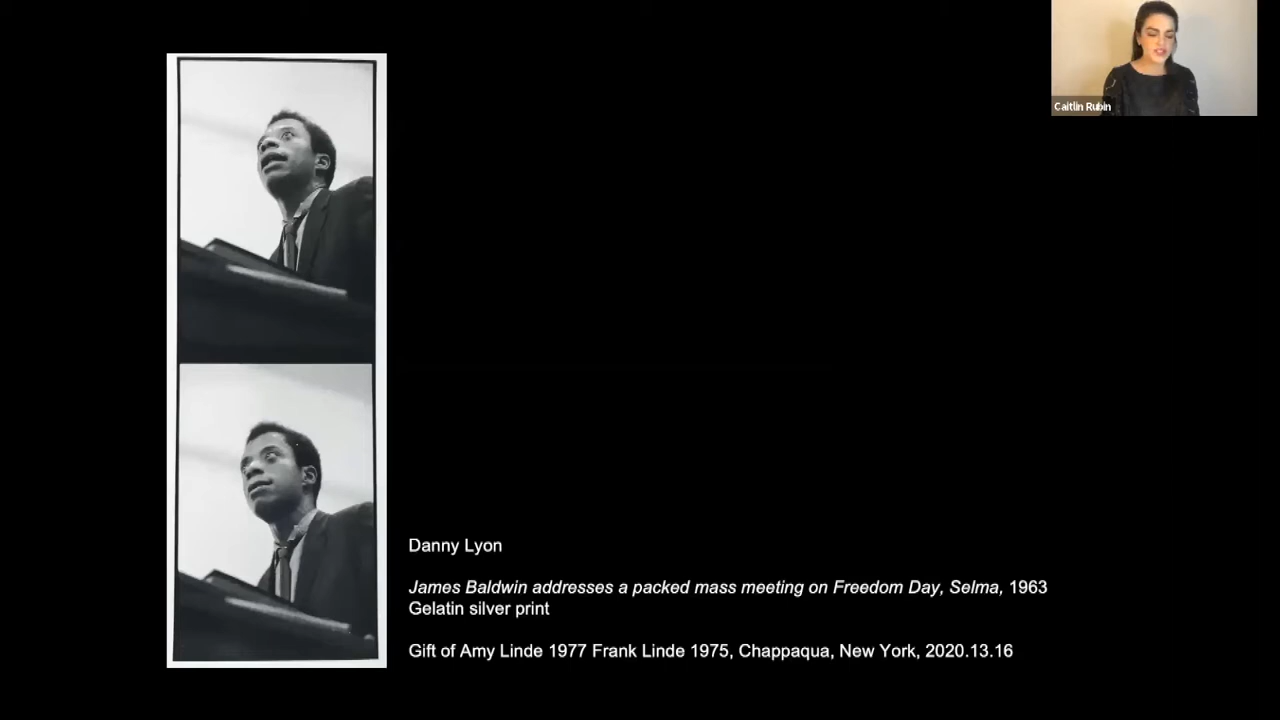 Caitlin Rubin
Danny Lyon
James Baldwin addresses a packed mass meeting on Freedom Day, Selma, 1963
Gelatin silver print
Gift of Amy Linde 1977 Frank Linde 1975, Chappaqua, New York, 2020.13.16